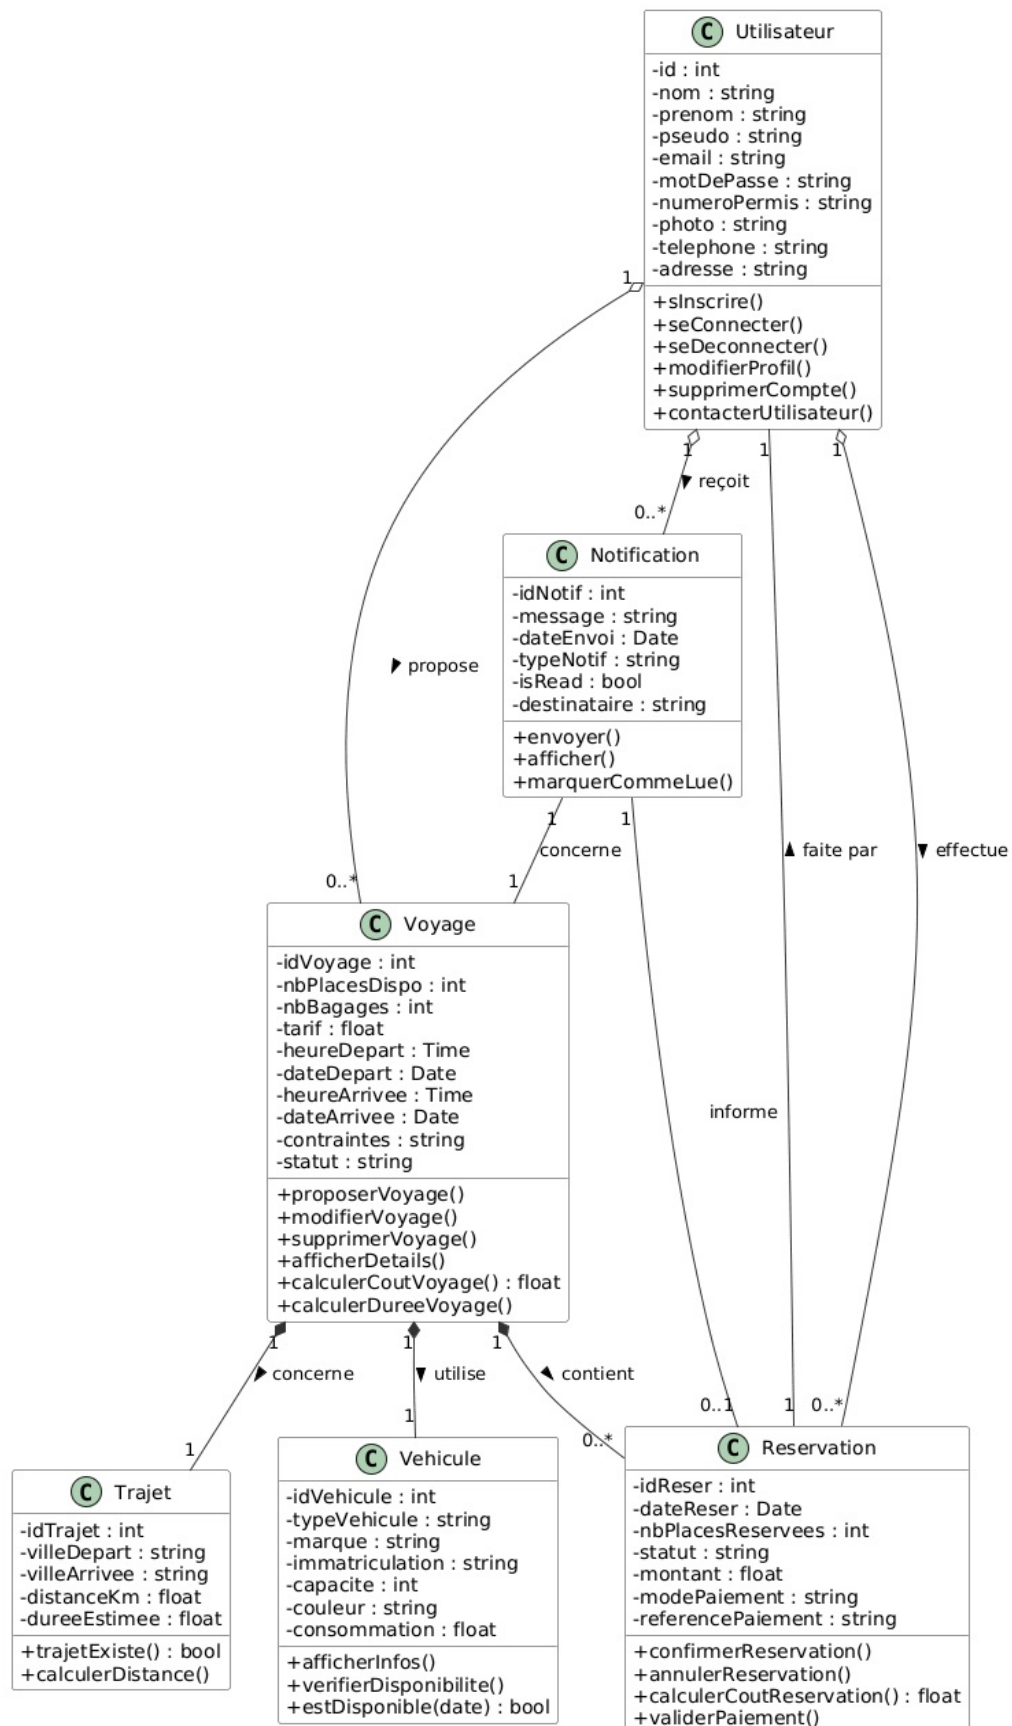 C Utilisateur
-id : int
-nom : string
-prenom : string
-pseudo : string
-email : string
-motDePasse : string
-numeroPermis : string
-photo : string
-telephone : string
-adresse : string
+sInscrire()
+seConnecter()
+seDeconnecter()
+modifierProfil()
+supprimerCompte()
+contacterUtilisateur()
1
1
1
1
reçoit
0..*
C Notification
-idNotif : int
-message : string
-dateEnvoi : Date
-typeNotif : string
-isRead : bool
-destinataire : string
+envoyer()
+afficher()
+marquerCommeLue()
propose
1
1
concerne
faite par
effectue
0..*
1
C Voyage
-idVoyage : int
-nbPlacesDispo : int
-nbBagages : int
-tarif : float
-heureDepart : Time
-dateDepart : Date
-heureArrivee : Time
-dateArrivee : Date
-contraintes : string
-statut : string
+proposerVoyage()
+modifierVoyage()
+supprimerVoyage()
+afficherDetails()
+calculerCoutVoyage() : float
+calculerDureeVoyage()
informe
1
1
1
concerne
utilise
contient
1
1
0..*
0..1
1
0..*
C Trajet
-idTrajet : int
-villeDepart : string
-villeArrivee : string
-distanceKm : float
-dureeEstimee : float
+trajetExiste() : bool
+calculerDistance()
C Vehicule
-idVehicule : int
-typeVehicule : string
-marque : string
-immatriculation : string
-capacite : int
-couleur : string
-consommation : float
+afficherInfos()
+verifierDisponibilite()
+estDisponible(date) : bool
C Reservation
-idReser : int
-dateReser : Date
-nbPlacesReservees : int
-statut : string
-montant : float
-modePaiement : string
-referencePaiement : string
+confirmerReservation()
+annulerReservation()
+calculerCoutReservation() : float
+validerPaiement()